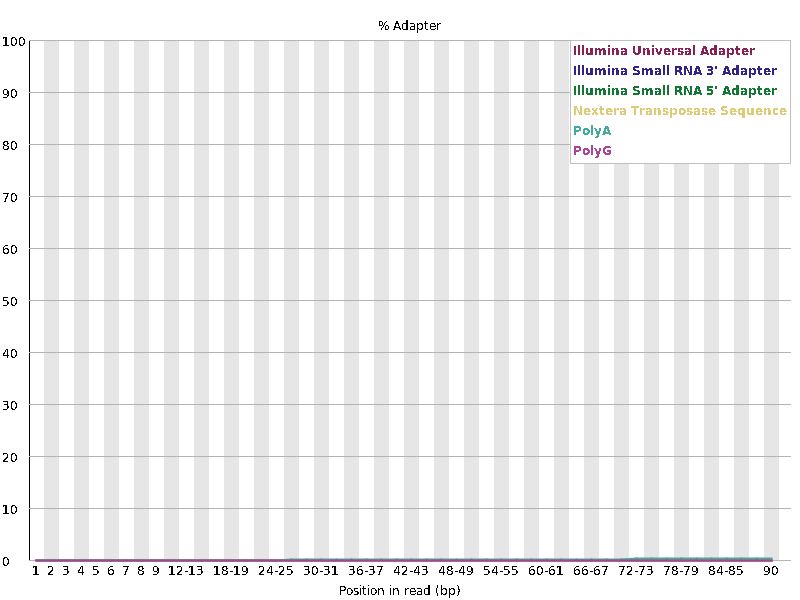 % Adapter
100
90
80
70
60
50
40
30
20
10
0
Illumina Universal Adapter
Illumina Small RNA 3' Adapter
Illumina Small RNA 5' Adapter
Nextera Transposase Sequence
PolyA
PolyG
1 2 3 4 5 6 7 8 9 12-13 18-19 24-25 30-31 36-37 42-43 48-49 54-55 60-61 66-67 72-73 78-79 84-85 90
Position in read (bp)